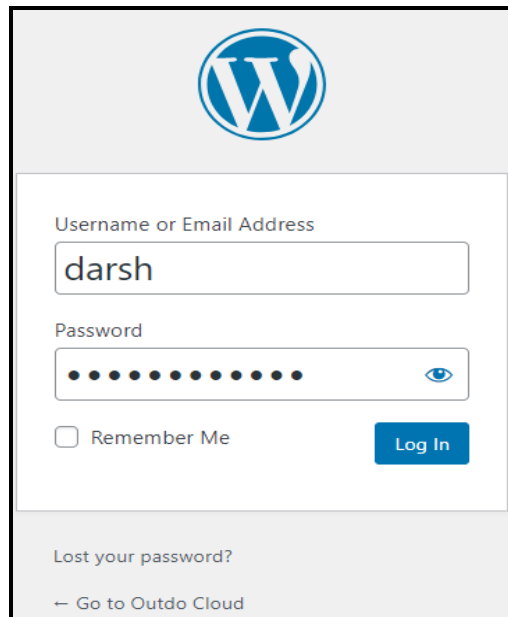 Username or Email Address
darsh
Password
●●●●●●●●●●●●
Remember Me
Log In
Lost your password?
← Go to Outdo Cloud